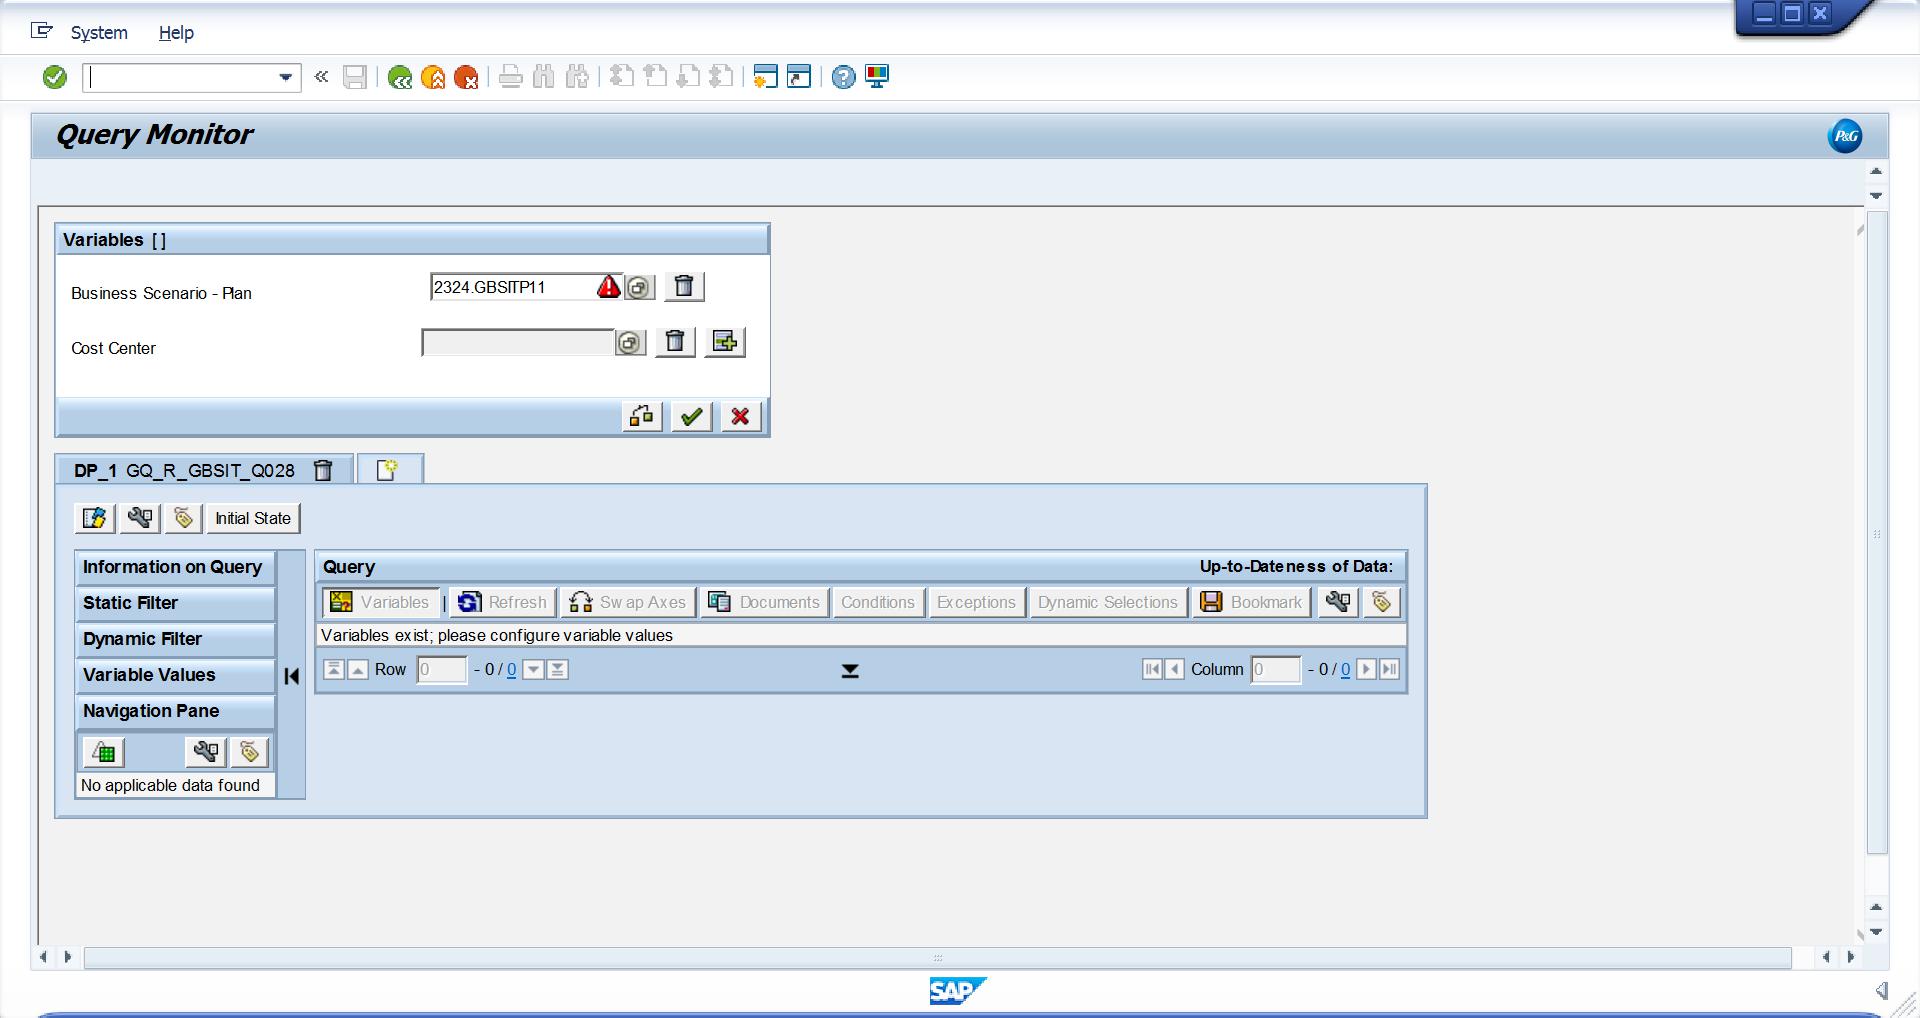 System Help
Query Monitor
P&G
Variables [ ]
Business Scenario - Plan 2324.GBSITP11
Cost Center
DP_1 GQ_R_GBSIT_Q028
Initial State
Information on Query
Static Filter
Dynamic Filter
Variable Values
Navigation Pane
No applicable data found
Query Up-to-Dateness of Data:
Variables Refresh Swap Axes Documents Conditions Exceptions Dynamic Selections Bookmark
Variables exist; please configure variable values
Row 0 - 0 / 0 Column 0 - 0 / 0
SAP